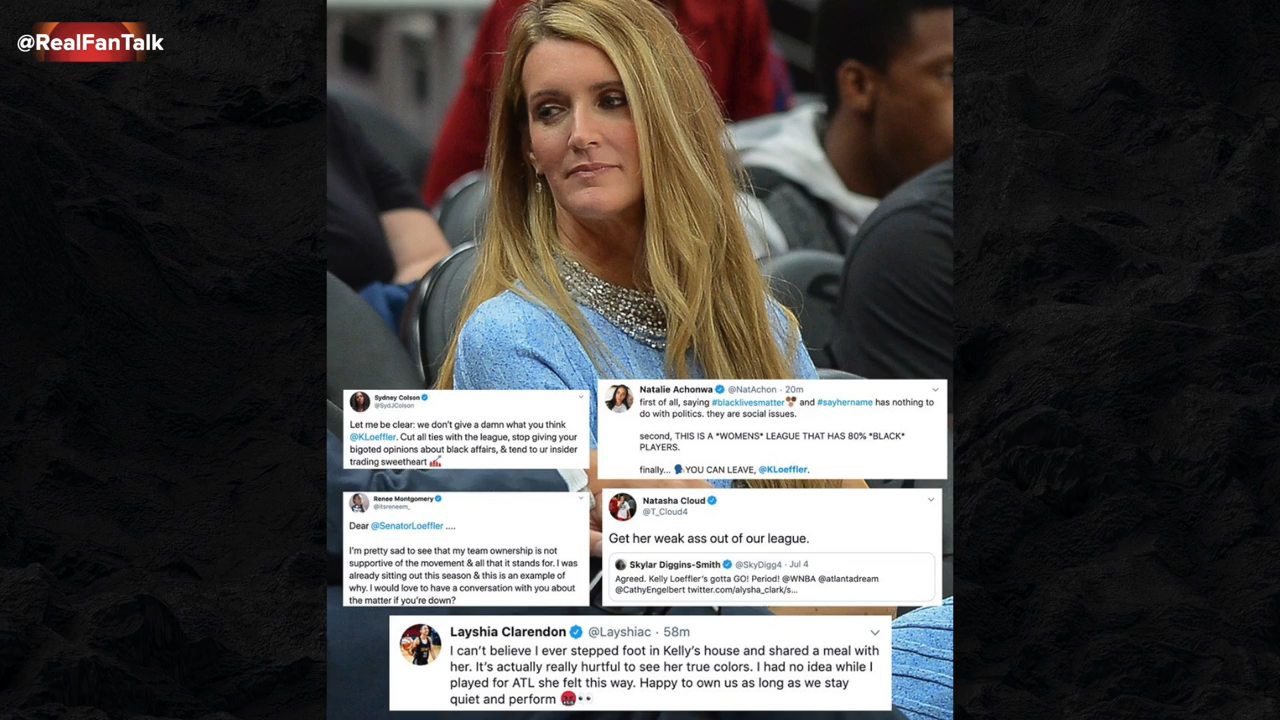 @RealFanTalk
Sydney Colson
@SydJColson
Let me be clear: we don't give a damn what you think
@KLoeffler. Cut all ties with the league, stop giving your
bigoted opinions about black affairs, & tend to ur insider
trading sweetheart 💅🏾
Natalie Achonwa @NatAchon · 20m
first of all, saying #blacklivesmatter✊🏾 and #sayhername has nothing to
do with politics. they are social issues.
second, THIS IS A *WOMENS* LEAGUE THAT HAS 80% *BLACK*
PLAYERS.
finally... 🗣YOU CAN LEAVE, @KLoeffler.
Renee Montgomery
@itsreneem_
Dear @SenatorLoeffler ....
I'm pretty sad to see that my team ownership is not
supportive of the movement & all that it stands for. I was
already sitting out this season & this is an example of
why. I would love to have a conversation with you about
the matter if you're down?
Natasha Cloud
@T_Cloud4
Get her weak ass out of our league.
Skylar Diggins-Smith @SkyDigg4 · Jul 4
Agreed. Kelly Loeffler's gotta GO! Period! @WNBA @atlantadream
@CathyEngelbert twitter.com/alysha_clark/s...
Layshia Clarendon @Layshiac · 58m
I can't believe I ever stepped foot in Kelly's house and shared a meal with
her. It's actually really hurtful to see her true colors. I had no idea while I
played for ATL she felt this way. Happy to own us as long as we stay
quiet and perform 🤬👀